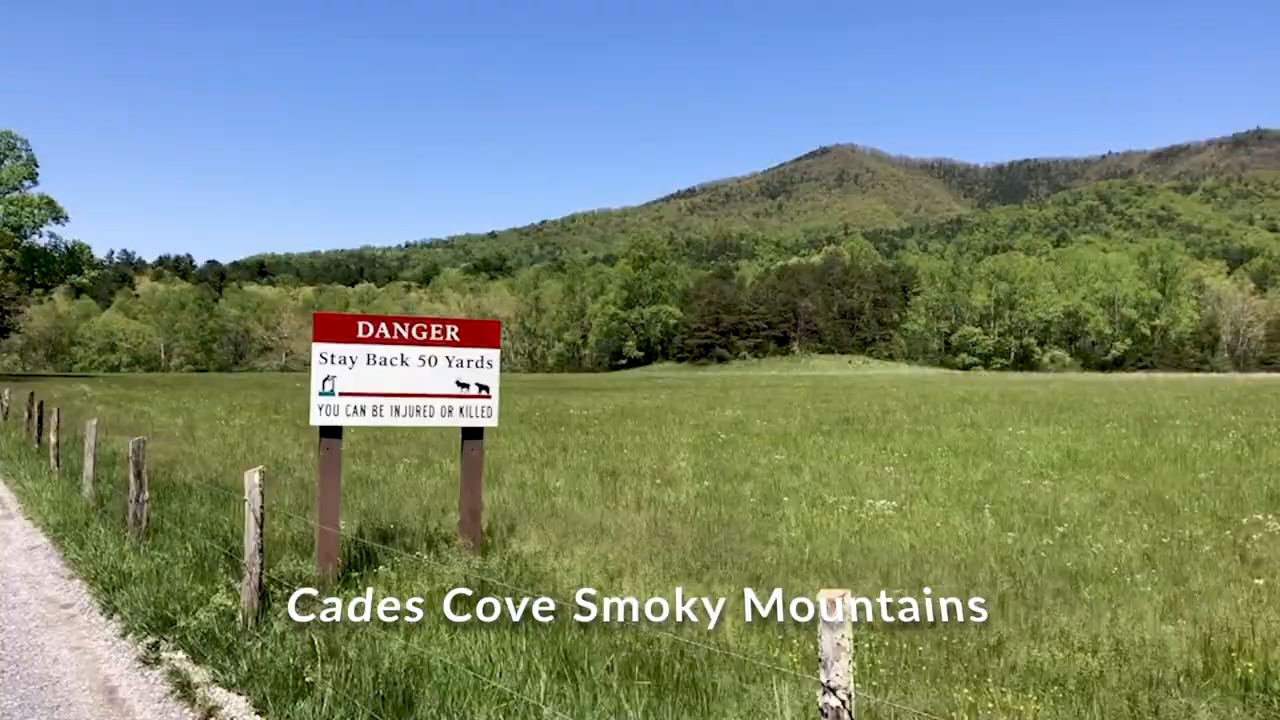 DANGER
Stay Back 50 Yards
YOU CAN BE INJURED OR KILLED
Cades Cove Smoky Mountains